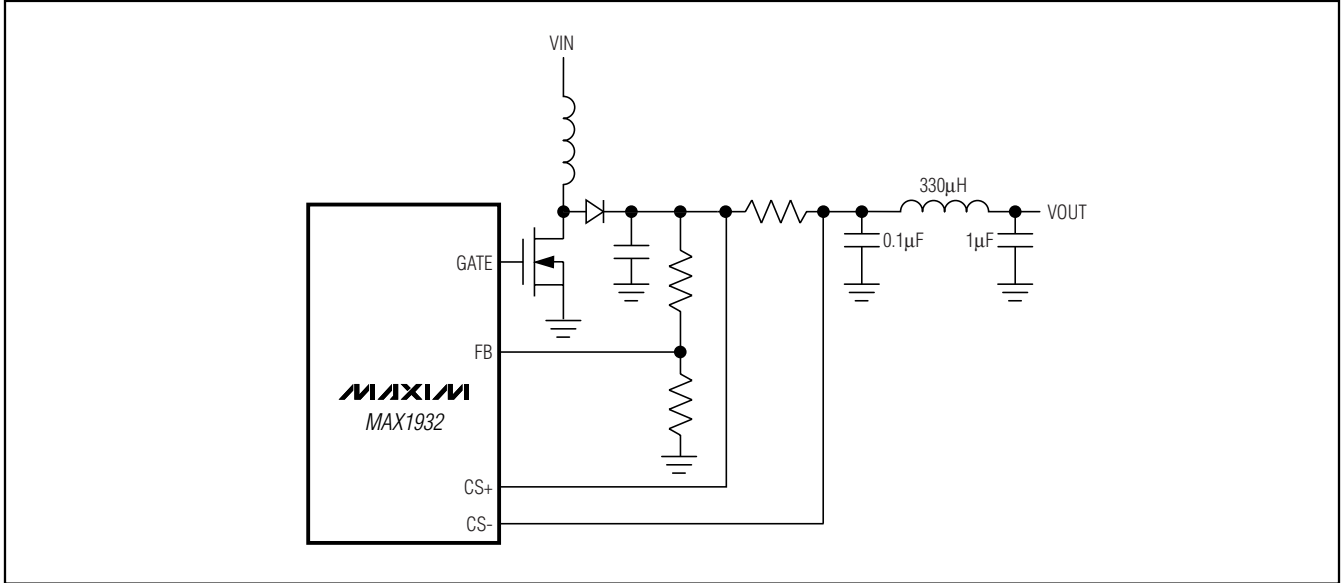 VIN
330μH
VOUT
0.1μF
1μF
GATE
FB
MAXIM
MAX1932
CS+
CS-